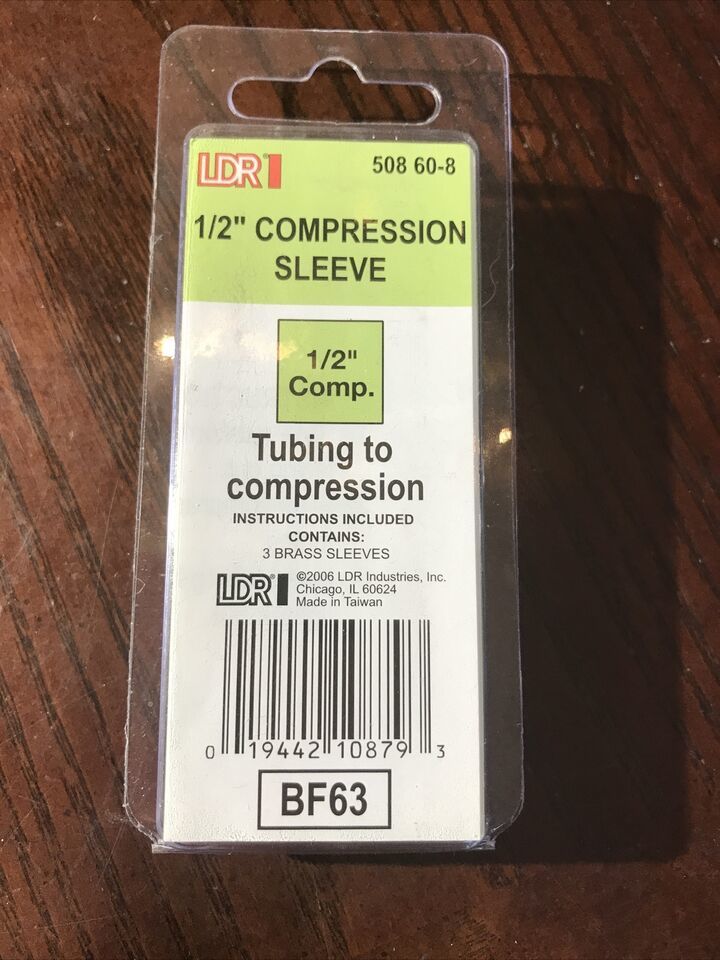 LDR® 508 60-8
1/2" COMPRESSION
SLEEVE
1/2"
Comp.
Tubing to
compression
INSTRUCTIONS INCLUDED
CONTAINS:
3 BRASS SLEEVES
LDR® ©2006 LDR Industries, Inc.
Chicago, IL 60624
Made in Taiwan
0 19442 10879 3
BF63